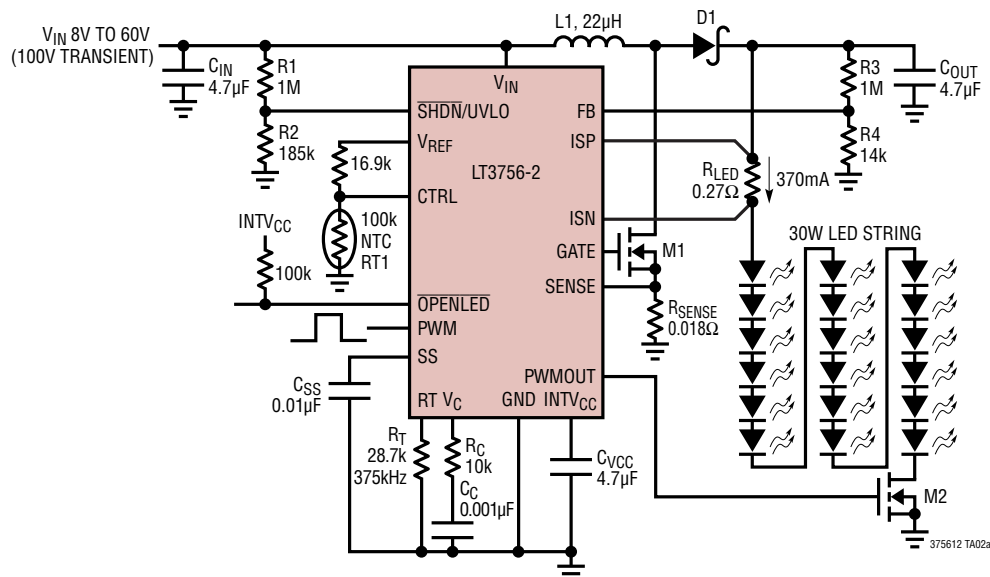 V_IN 8V TO 60V
(100V TRANSIENT)
L1, 22µH
D1
C_IN
4.7µF
R1
1M
V_IN
R3
1M
C_OUT
4.7µF
SHDN/UVLO
FB
R2
185k
V_REF
ISP
R4
14k
16.9k
LT3756-2
R_LED
0.27Ω
370mA
CTRL
INTV_CC
100k
NTC
RT1
ISN
30W LED STRING
GATE
M1
100k
SENSE
OPENLED
R_SENSE
0.018Ω
PWM
SS
PWMOUT
C_SS
0.01µF
RT V_C
GND INTV_CC
R_T
28.7k
375kHz
R_C
10k
C_VCC
4.7µF
C_C
0.001µF
M2
375612 TA02a